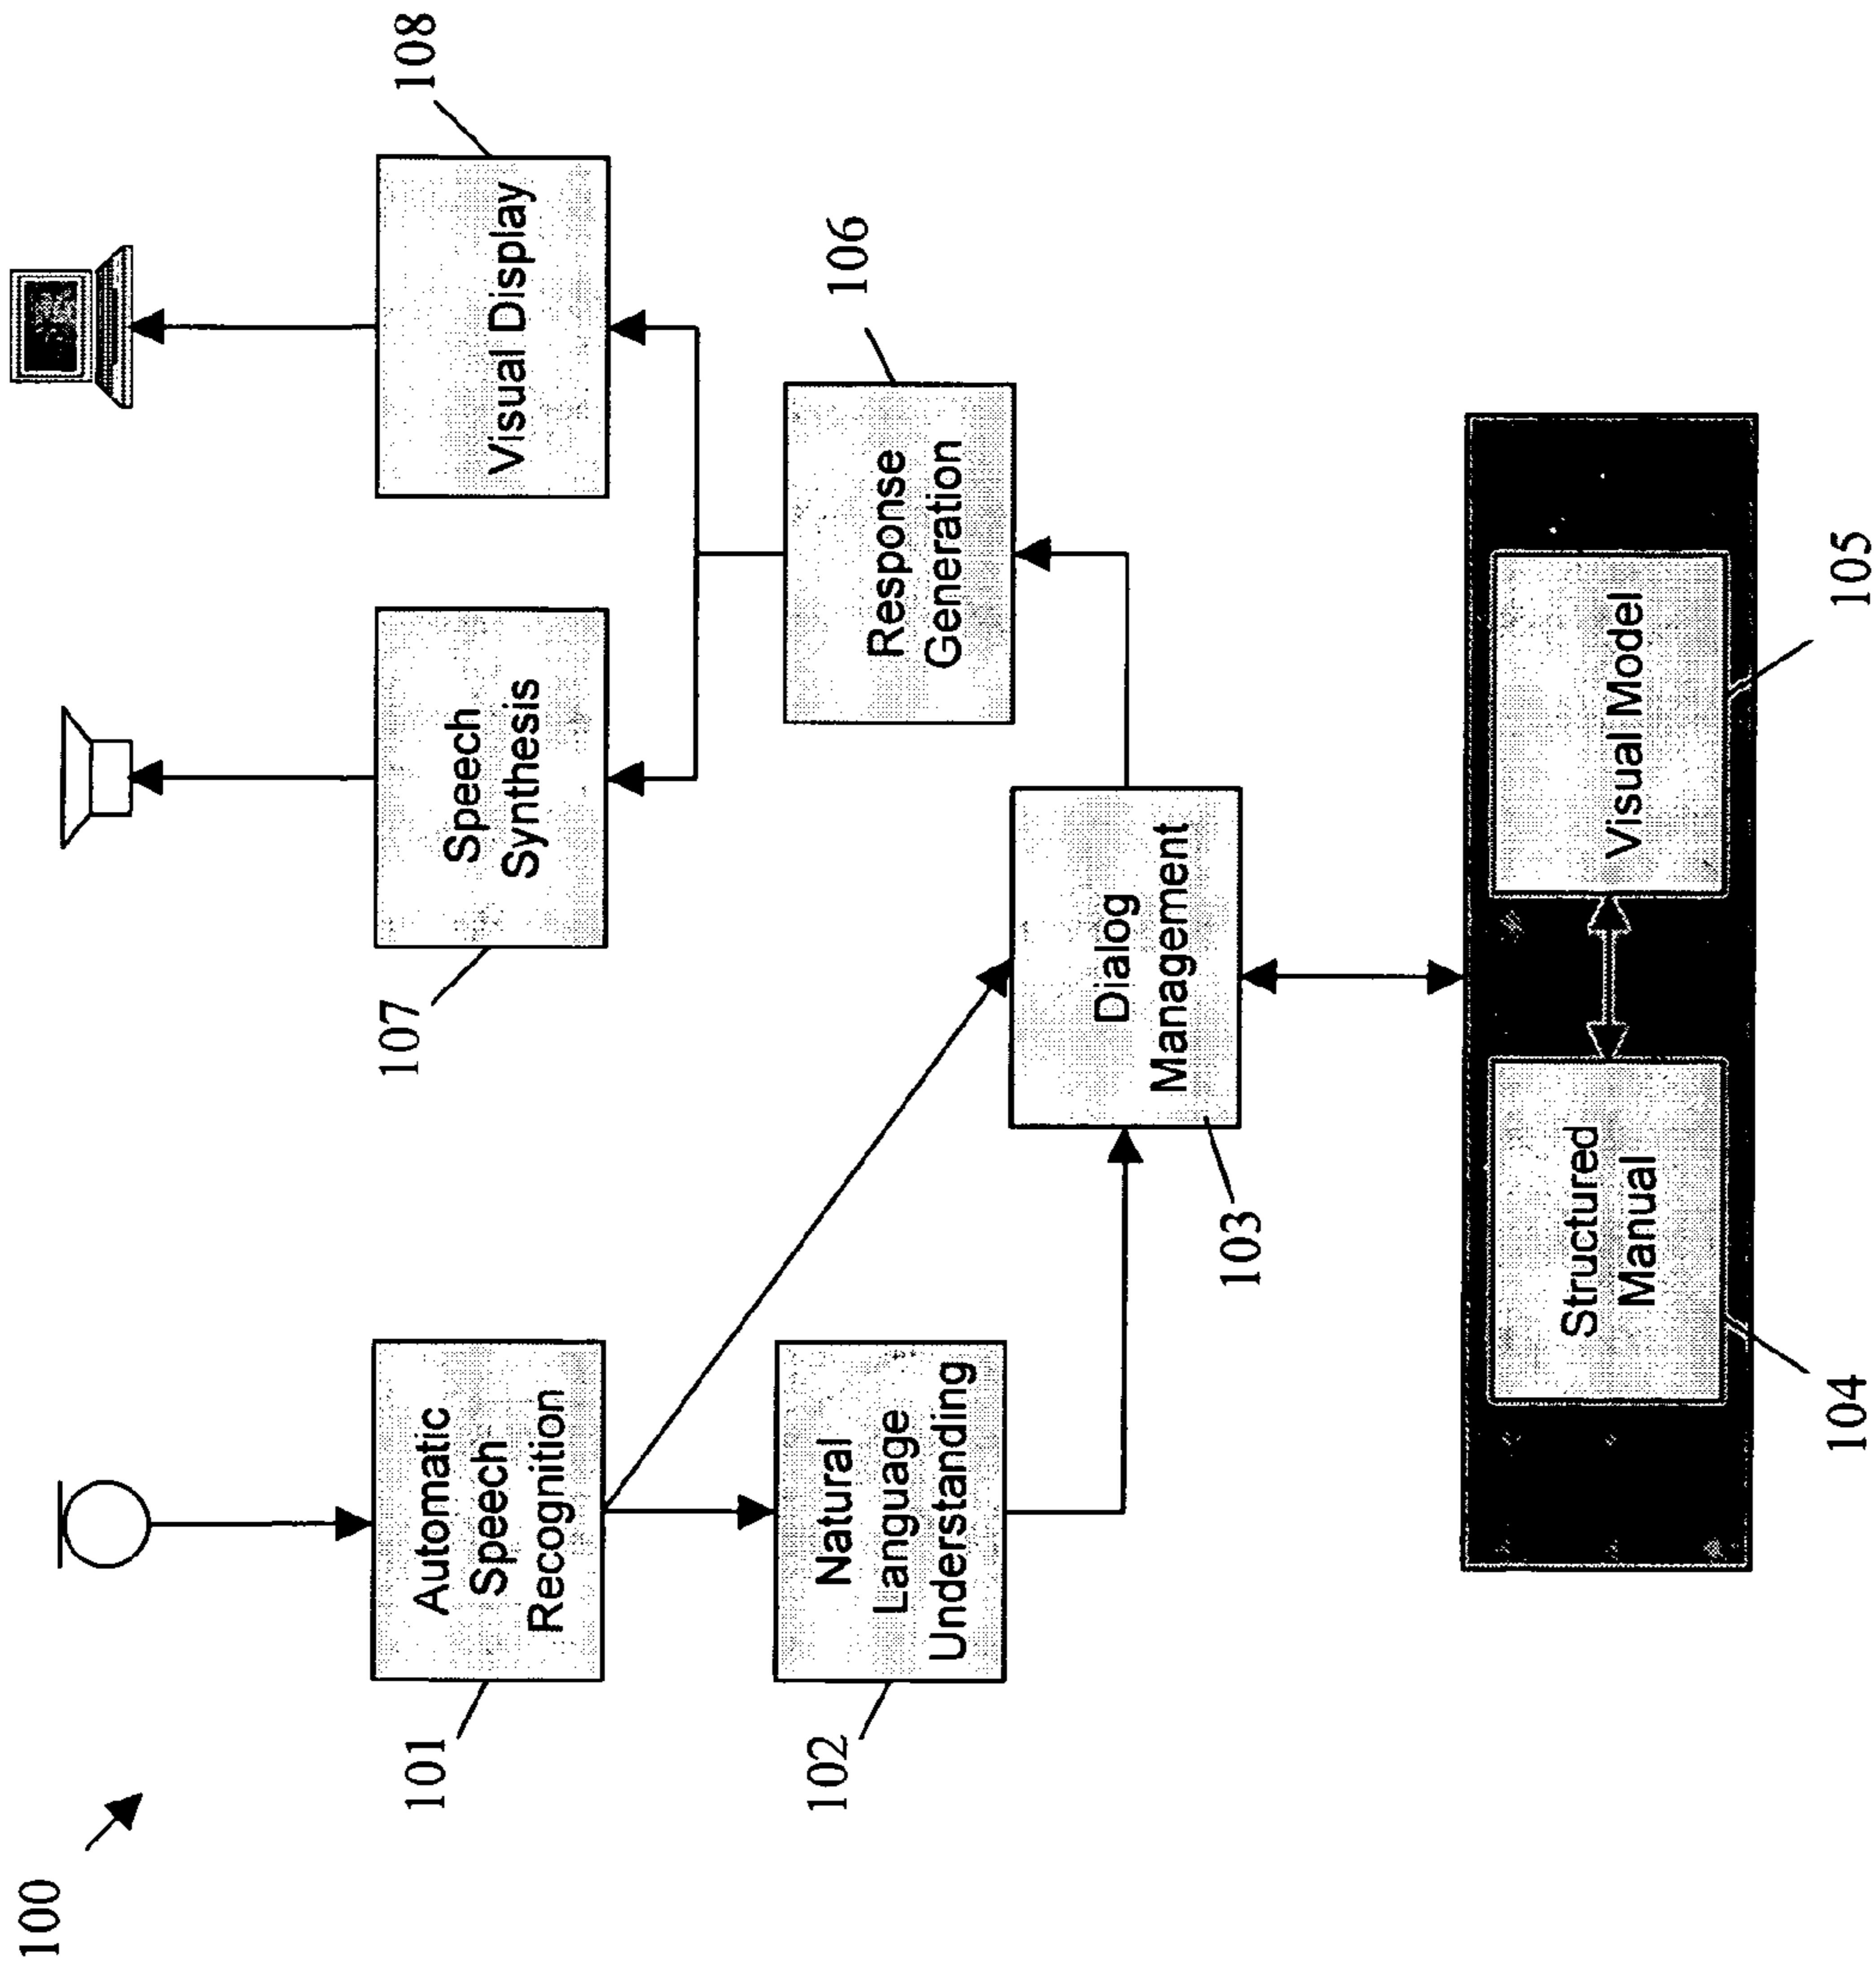 100
101
Automatic
Speech
Recognition
102
Natural
Language
Understanding
103
Dialog
Management
104
Structured
Manual
105
Visual Model
106
Response
Generation
107
Speech
Synthesis
108
Visual Display